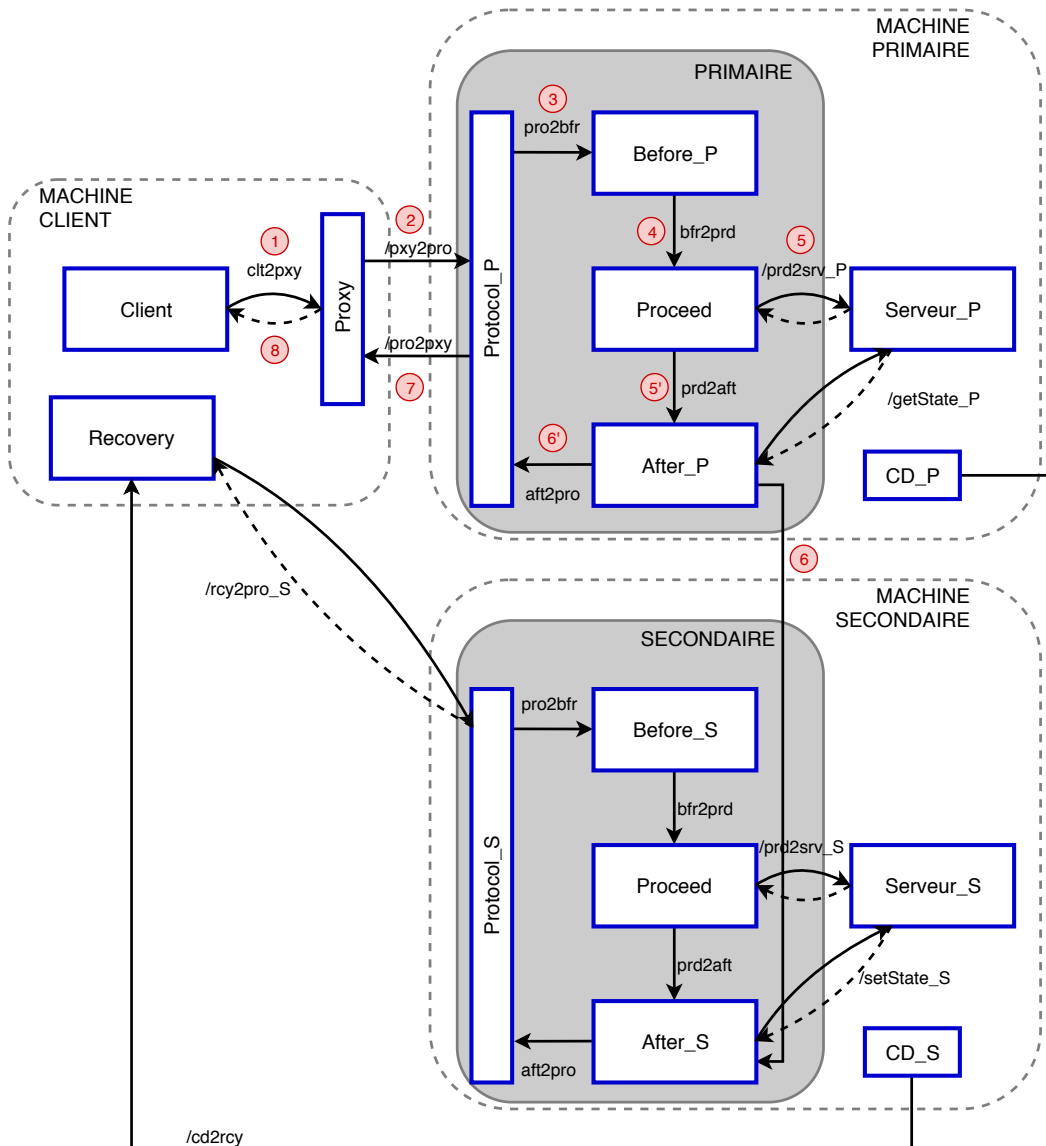 MACHINE
PRIMAIRE
PRIMAIRE
3
pro2bfr
Before_P
MACHINE
CLIENT
1
clt2pxy
2
/pxy2pro
4
bfr2prd
5
/prd2srv_P
Client
Proxy
Protocol_P
Proceed
Serveur_P
8
/pro2pxy
7
5'
prd2aft
/getState_P
Recovery
6'
aft2pro
After_P
CD_P
6
/rcy2pro_S
MACHINE
SECONDAIRE
SECONDAIRE
pro2bfr
Before_S
bfr2prd
/prd2srv_S
Protocol_S
Proceed
Serveur_S
prd2aft
/setState_S
After_S
aft2pro
CD_S
/cd2rcy